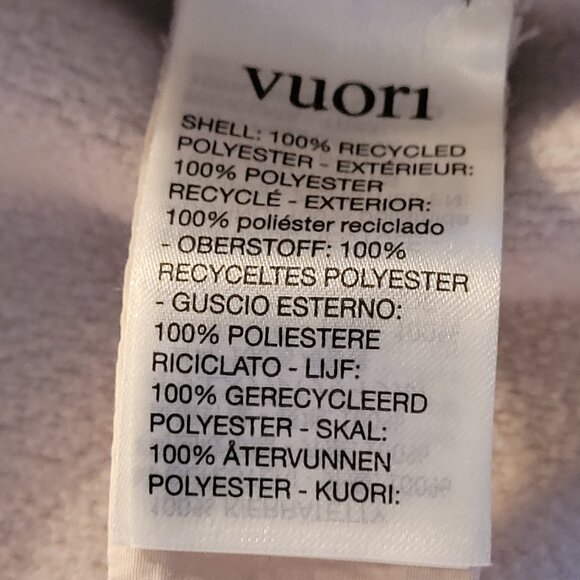 vuori
SHELL: 100% RECYCLED
POLYESTER - EXTÉRIEUR:
100% POLYESTER
RECYCLÉ - EXTERIOR:
100% poliéster reciclado
- OBERSTOFF: 100%
RECYCELTES POLYESTER
- GUSCIO ESTERNO:
100% POLIESTERE
RICICLATO - LIJF:
100% GERECYCLEERD
POLYESTER - SKAL:
100% ÅTERVUNNEN
POLYESTER - KUORI: